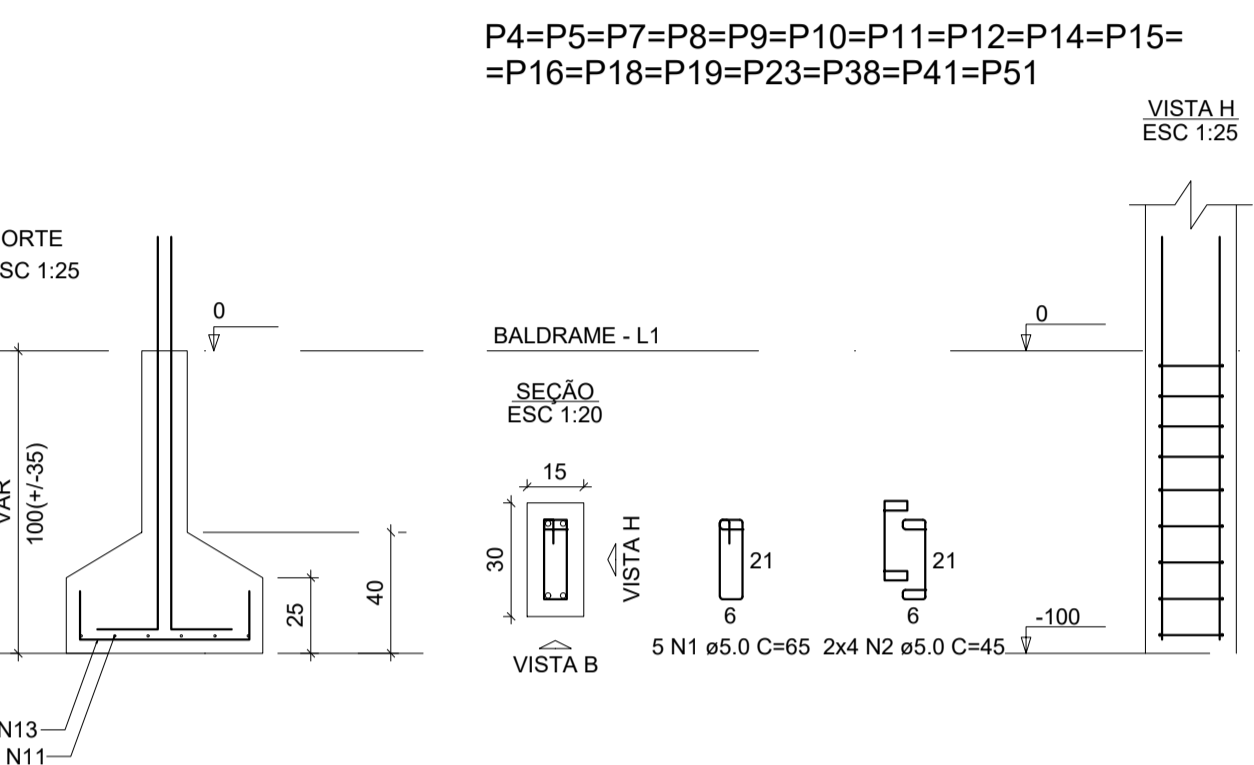 P4=P5=P7=P8=P9=P10=P11=P12=P14=P15=
=P16=P18=P19=P23=P38=P41=P51
VISTA H
ESC 1:25
ORTE
SC 1:25
0
BALDRAME - L1
0
SEÇÃO
ESC 1:20
15
30
VISTA H
VISTA B
21
6
5 N1 ø5.0 C=65
21
6
2x4 N2 ø5.0 C=45
-100
VAR
100(+/-35)
25
40
N13
N11